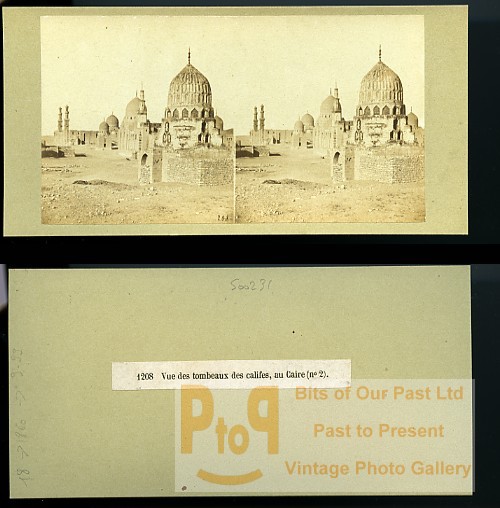 500231
1208 Vue des tombeaux des califes, au Caire (nº 2).
PtoP
Bits of Our Past Ltd
Past to Present
Vintage Photo Gallery